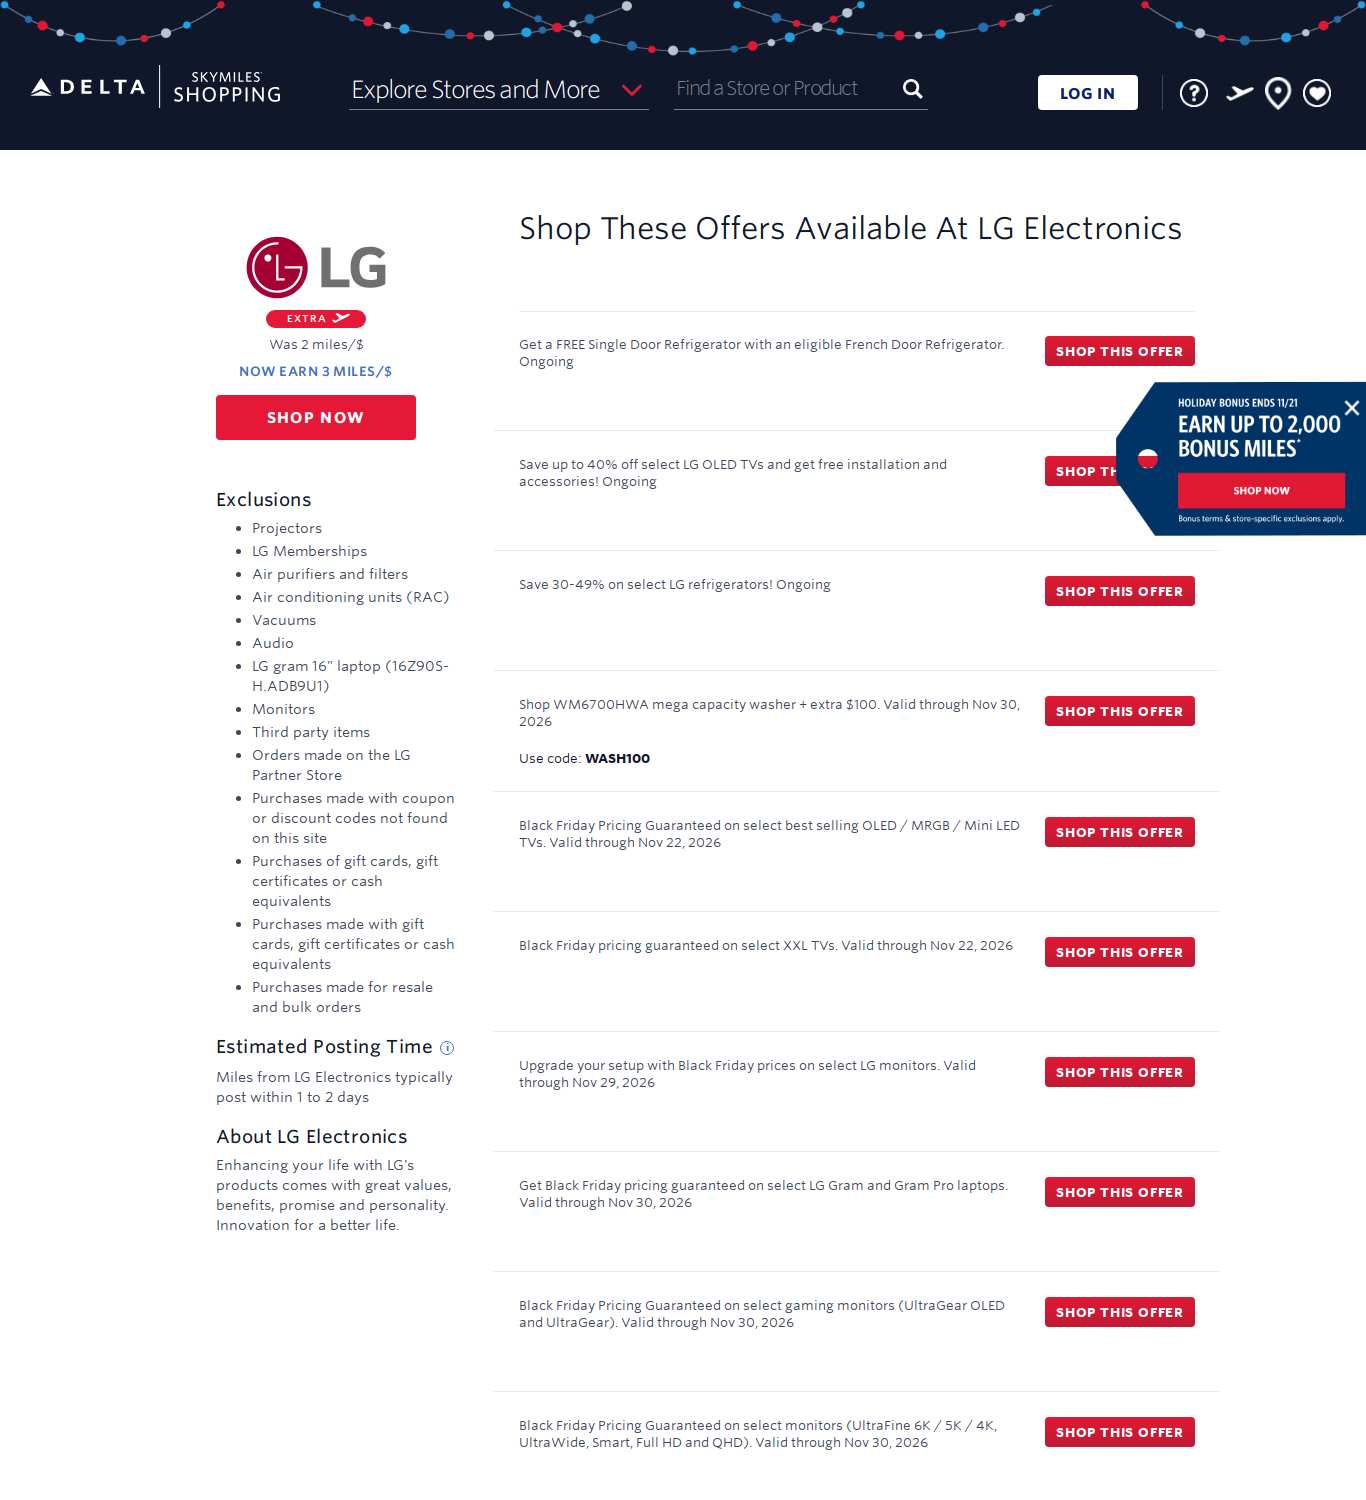 DELTA
SKYMILES
SHOPPING
Explore Stores and More
Find a Store or Product
LOG IN
LG
EXTRA
Was 2 miles/$
NOW EARN 3 MILES/$
SHOP NOW
Exclusions
Projectors
LG Memberships
Air purifiers and filters
Air conditioning units (RAC)
Vacuums
Audio
LG gram 16" laptop (16Z90S-
H.ADB9U1)
Monitors
Third party items
Orders made on the LG
Partner Store
Purchases made with coupon
or discount codes not found
on this site
Purchases of gift cards, gift
certificates or cash
equivalents
Purchases made with gift
cards, gift certificates or cash
equivalents
Purchases made for resale
and bulk orders
Estimated Posting Time
Miles from LG Electronics typically
post within 1 to 2 days
About LG Electronics
Enhancing your life with LG's
products comes with great values,
benefits, promise and personality.
Innovation for a better life.
Shop These Offers Available At LG Electronics
Get a FREE Single Door Refrigerator with an eligible French Door Refrigerator.
Ongoing
SHOP THIS OFFER
HOLIDAY BONUS ENDS 11/21
EARN UP TO 2,000
BONUS MILES*
SHOP NOW
Bonus terms & store-specific exclusions apply.
Save up to 40% off select LG OLED TVs and get free installation and
accessories! Ongoing
SHOP
Save 30-49% on select LG refrigerators! Ongoing
SHOP THIS OFFER
Shop WM6700HWA mega capacity washer + extra $100. Valid through Nov 30,
2026
Use code: WASH100
SHOP THIS OFFER
Black Friday Pricing Guaranteed on select best selling OLED / MRGB / Mini LED
TVs. Valid through Nov 22, 2026
SHOP THIS OFFER
Black Friday pricing guaranteed on select XXL TVs. Valid through Nov 22, 2026
SHOP THIS OFFER
Upgrade your setup with Black Friday prices on select LG monitors. Valid
through Nov 29, 2026
SHOP THIS OFFER
Get Black Friday pricing guaranteed on select LG Gram and Gram Pro laptops.
Valid through Nov 30, 2026
SHOP THIS OFFER
Black Friday Pricing Guaranteed on select gaming monitors (UltraGear OLED
and UltraGear). Valid through Nov 30, 2026
SHOP THIS OFFER
Black Friday Pricing Guaranteed on select monitors (UltraFine 6K / 5K / 4K,
UltraWide, Smart, Full HD and QHD). Valid through Nov 30, 2026
SHOP THIS OFFER